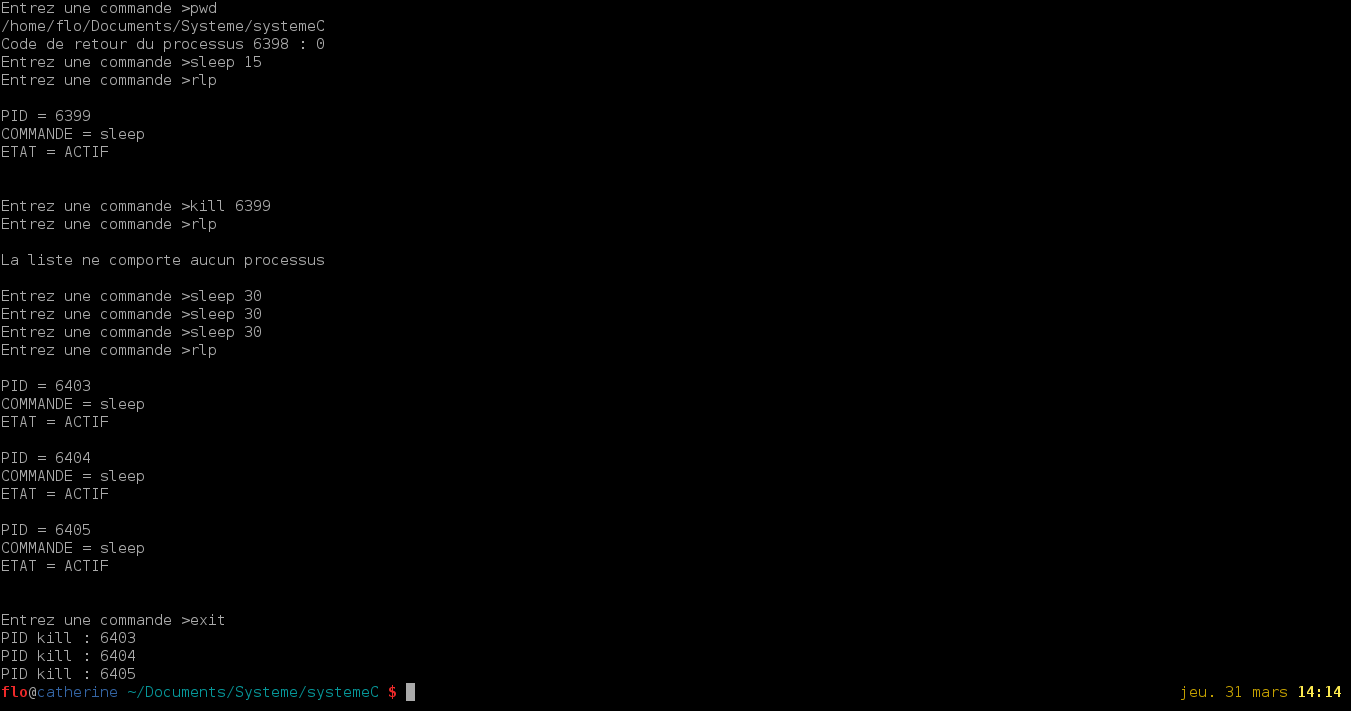 Entrez une commande >pwd
/home/flo/Documents/Systeme/systemeC
Code de retour du processus 6398 : 0
Entrez une commande >sleep 15
Entrez une commande >rlp
PID = 6399
COMMANDE = sleep
ETAT = ACTIF
Entrez une commande >kill 6399
Entrez une commande >rlp
La liste ne comporte aucun processus
Entrez une commande >sleep 30
Entrez une commande >sleep 30
Entrez une commande >sleep 30
Entrez une commande >rlp
PID = 6403
COMMANDE = sleep
ETAT = ACTIF
PID = 6404
COMMANDE = sleep
ETAT = ACTIF
PID = 6405
COMMANDE = sleep
ETAT = ACTIF
Entrez une commande >exit
PID kill : 6403
PID kill : 6404
PID kill : 6405
flo@catherine ~/Documents/Systeme/systemeC $ jeu. 31 mars 14:14